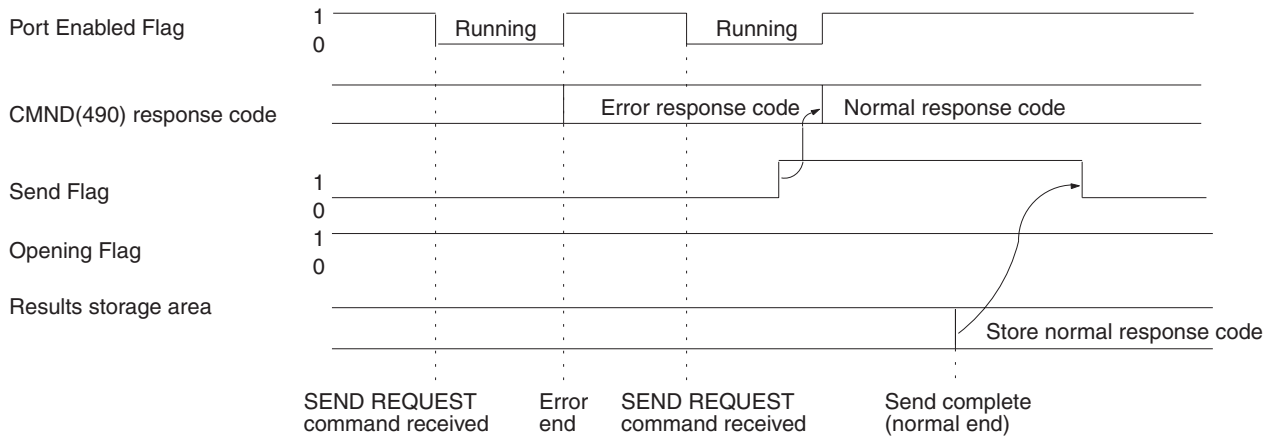 Port Enabled Flag
1
0
Running
Running
CMND(490) response code
Error response code
Normal response code
Send Flag
1
0
Opening Flag
1
0
Results storage area
Store normal response code
SEND REQUEST
command received
Error
end
SEND REQUEST
command received
Send complete
(normal end)